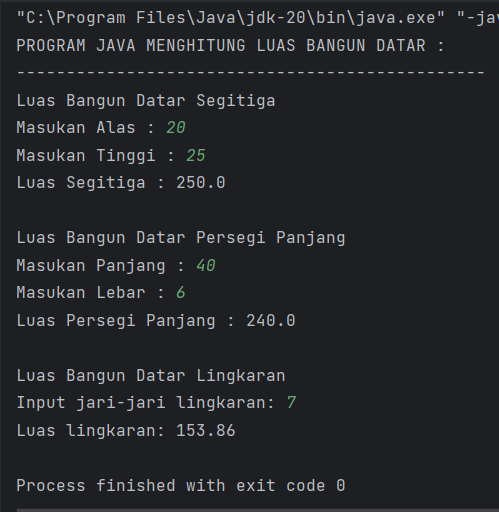 "C:\Program Files\Java\jdk-20\bin\java.exe" "-jav
PROGRAM JAVA MENGHITUNG LUAS BANGUN DATAR :
-----------------------------------------------
Luas Bangun Datar Segitiga
Masukan Alas : 20
Masukan Tinggi : 25
Luas Segitiga : 250.0
Luas Bangun Datar Persegi Panjang
Masukan Panjang : 40
Masukan Lebar : 6
Luas Persegi Panjang : 240.0
Luas Bangun Datar Lingkaran
Input jari-jari lingkaran: 7
Luas lingkaran: 153.86
Process finished with exit code 0